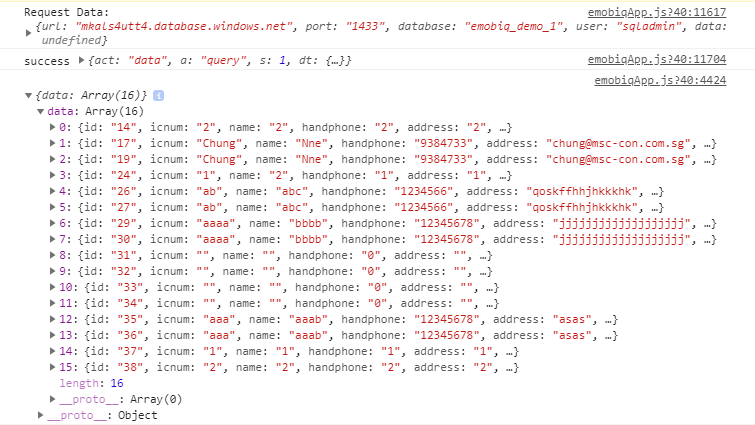 Request Data: emobiqApp.js?40:11617
{url: "mkals4utt4.database.windows.net", port: "1433", database: "emobiq_demo_1", user: "sqladmin", data:
undefined}
success {act: "data", a: "query", s: 1, dt: {…}} emobiqApp.js?40:11704
emobiqApp.js?40:4424
{data: Array(16)} i
data: Array(16)
0: {id: "14", icnum: "2", name: "2", handphone: "2", address: "2", …}
1: {id: "17", icnum: "Chung", name: "Nne", handphone: "9384733", address: "chung@msc-con.com.sg", …}
2: {id: "19", icnum: "Chung", name: "Nne", handphone: "9384733", address: "chung@msc-con.com.sg", …}
3: {id: "24", icnum: "1", name: "2", handphone: "1", address: "1", …}
4: {id: "26", icnum: "ab", name: "abc", handphone: "1234566", address: "qoskffhhjhkkkhk", …}
5: {id: "27", icnum: "ab", name: "abc", handphone: "1234566", address: "qoskffhhjhkkkhk", …}
6: {id: "29", icnum: "aaaa", name: "bbbb", handphone: "12345678", address: "jjjjjjjjjjjjjjjjjjj", …}
7: {id: "30", icnum: "aaaa", name: "bbbb", handphone: "12345678", address: "jjjjjjjjjjjjjjjjjjj", …}
8: {id: "31", icnum: "", name: "", handphone: "0", address: "", …}
9: {id: "32", icnum: "", name: "", handphone: "0", address: "", …}
10: {id: "33", icnum: "", name: "", handphone: "0", address: "", …}
11: {id: "34", icnum: "", name: "", handphone: "0", address: "", …}
12: {id: "35", icnum: "aaa", name: "aaab", handphone: "12345678", address: "asas", …}
13: {id: "36", icnum: "aaa", name: "aaab", handphone: "12345678", address: "asas", …}
14: {id: "37", icnum: "1", name: "1", handphone: "1", address: "1", …}
15: {id: "38", icnum: "2", name: "2", handphone: "2", address: "2", …}
length: 16
__proto__: Array(0)
__proto__: Object